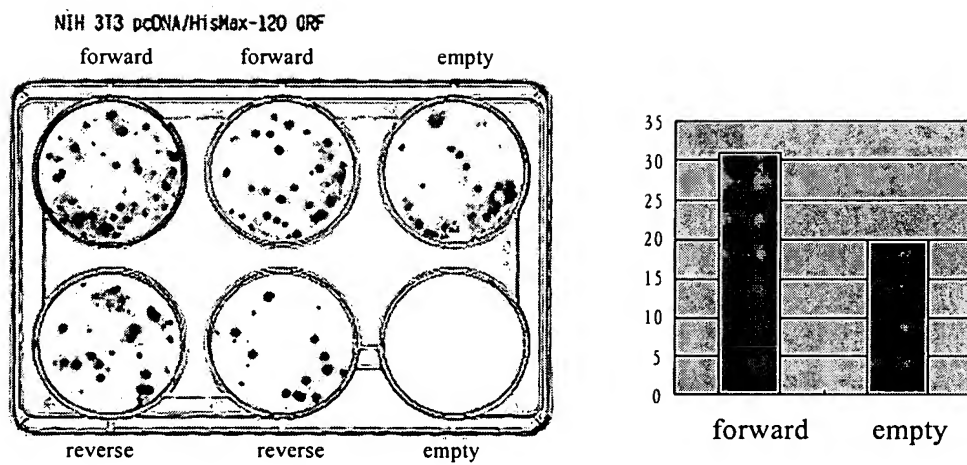 NIH 3T3 pcDNA/HisMax-120 ORF
forward forward empty
reverse reverse empty
35
30
25
20
15
10
5
0
forward empty